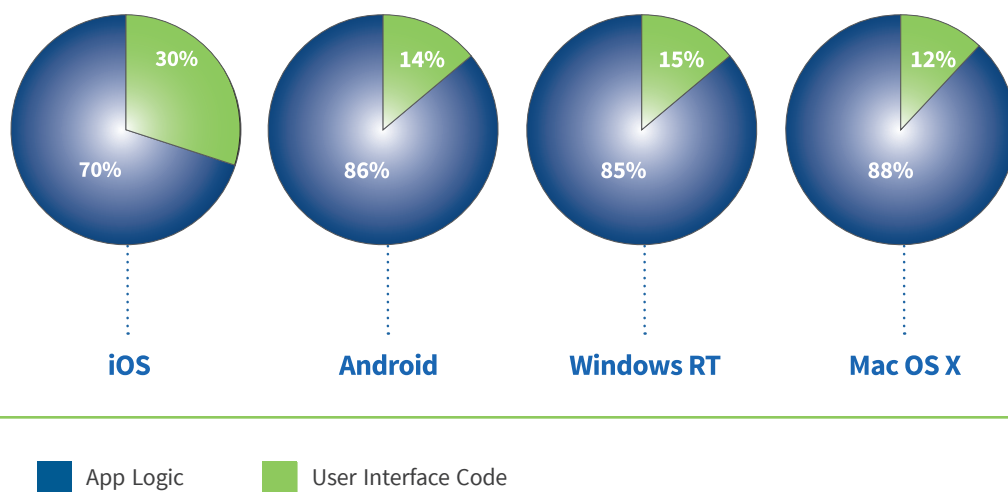 30%
14%
15%
12%
70%
86%
85%
88%
iOS
Android
Windows RT
Mac OS X
App Logic
User Interface Code